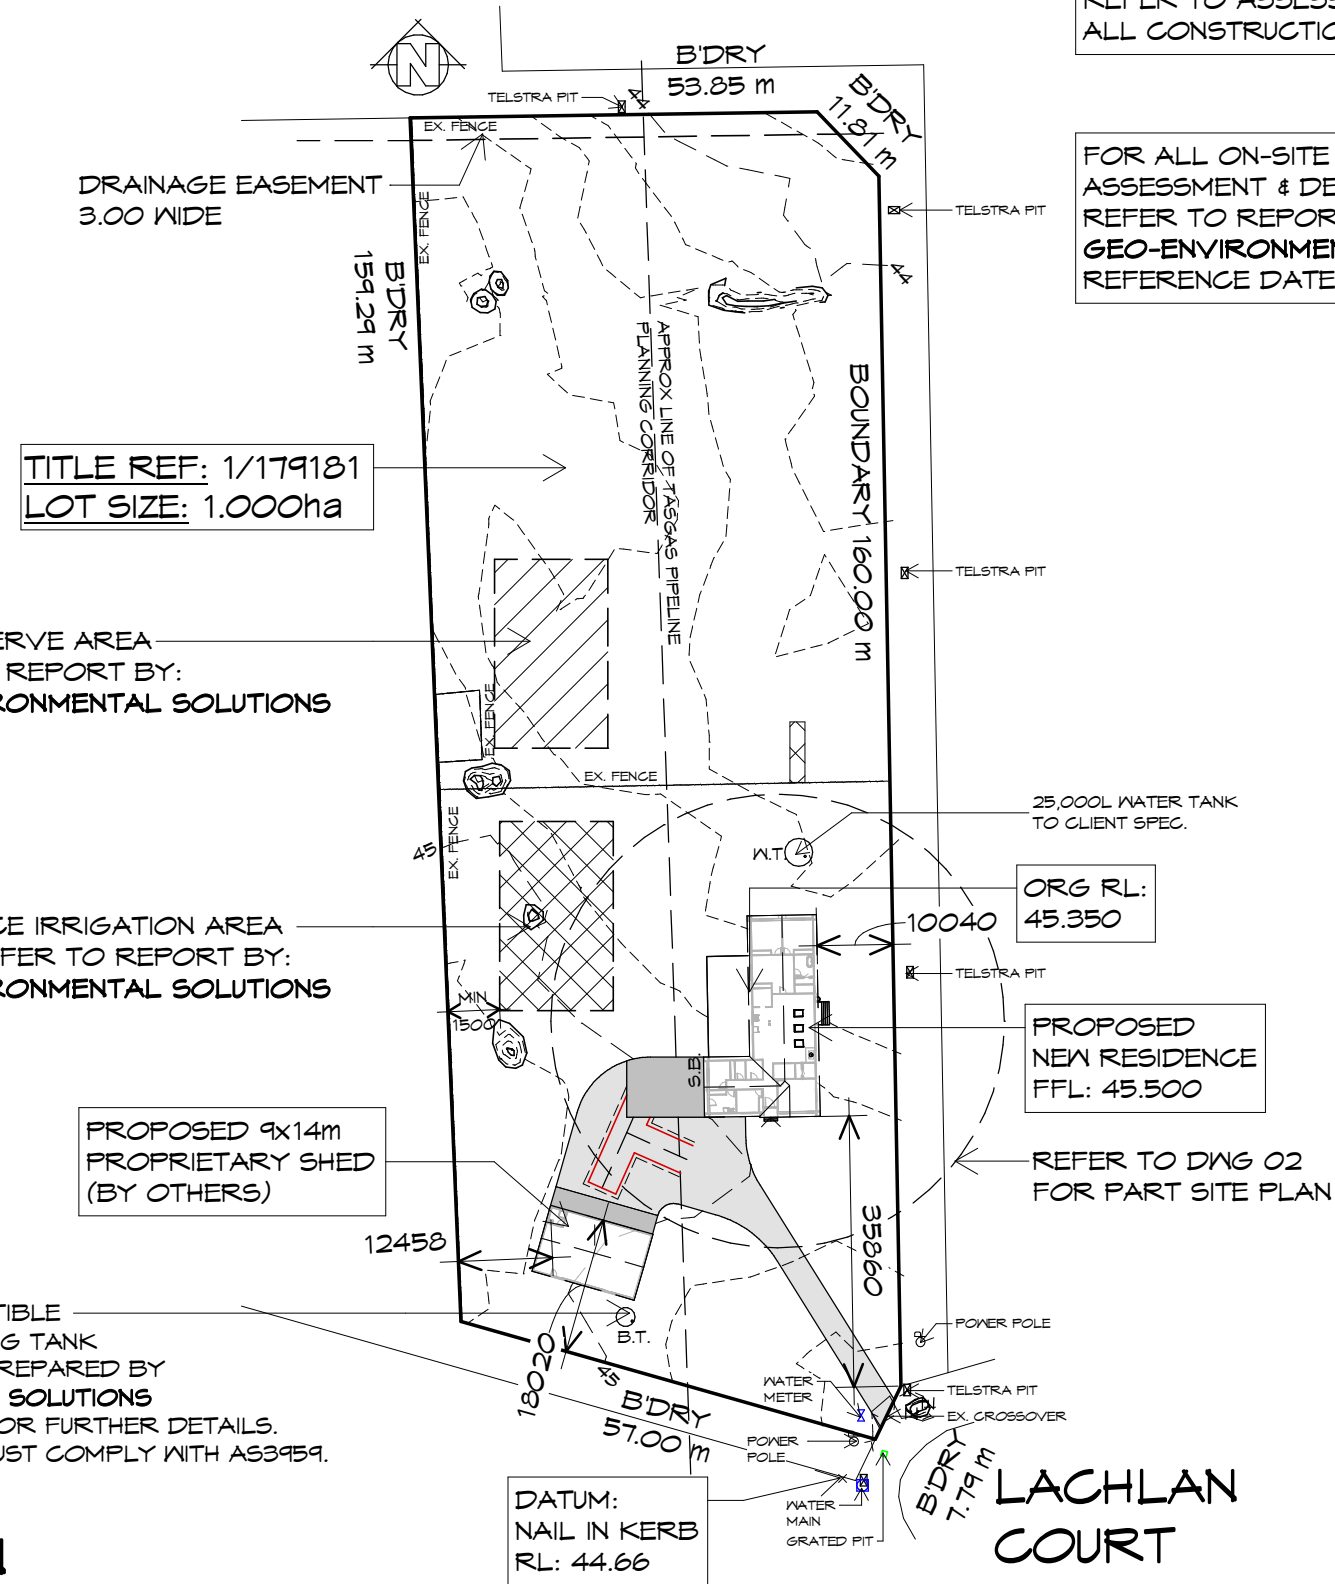 REFER TO ASSESS
ALL CONSTRUCTIO
N
B'DRY
53.85 m
B'DRY
11.81 m
TELSTRA PIT
44
EX. FENCE
DRAINAGE EASEMENT
3.00 WIDE
EX. FENCE
FOR ALL ON-SITE
ASSESSMENT & DE
REFER TO REPOR
GEO-ENVIRONMEN
REFERENCE DATE
TELSTRA PIT
44
B'DRY
159.29 m
APPROX LINE OF TASGAS PIPELINE
PLANNING CORRIDOR
BOUNDARY 160.00 m
TITLE REF: 1/179181
LOT SIZE: 1.000ha
TELSTRA PIT
ERVE AREA
REPORT BY:
RONMENTAL SOLUTIONS
EX. FENCE
EX. FENCE
25,000L WATER TANK
TO CLIENT SPEC.
EX. FENCE
45
W.T.
ORG RL:
45.350
CE IRRIGATION AREA
FER TO REPORT BY:
RONMENTAL SOLUTIONS
10040
TELSTRA PIT
MIN
1500
PROPOSED
NEW RESIDENCE
FFL: 45.500
S.B.
PROPOSED 9x14m
PROPRIETARY SHED
(BY OTHERS)
REFER TO DWG 02
FOR PART SITE PLAN
12458
35860
TIBLE
G TANK
REPARED BY
SOLUTIONS
OR FURTHER DETAILS.
UST COMPLY WITH AS3959.
B.T.
18020
45
B'DRY
57.00 m
POWER POLE
WATER
METER
TELSTRA PIT
EX. CROSSOVER
POWER
POLE
B'DRY
7.79 m
LACHLAN
COURT
DATUM:
NAIL IN KERB
RL: 44.66
WATER
MAIN
GRATED PIT